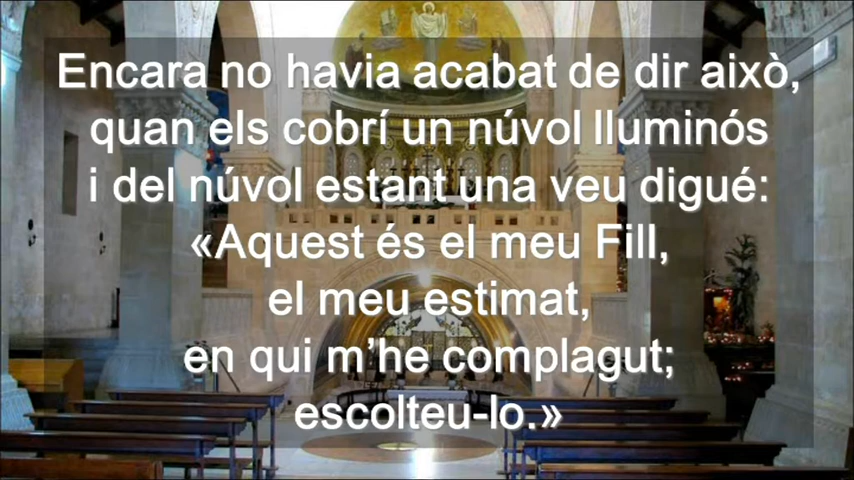 Encara no havia acabat de dir això,
quan els cobrí un núvol lluminós
i del núvol estant una veu digué:
«Aquest és el meu Fill,
el meu estimat,
en qui m’he complagut;
escolteu-lo.»